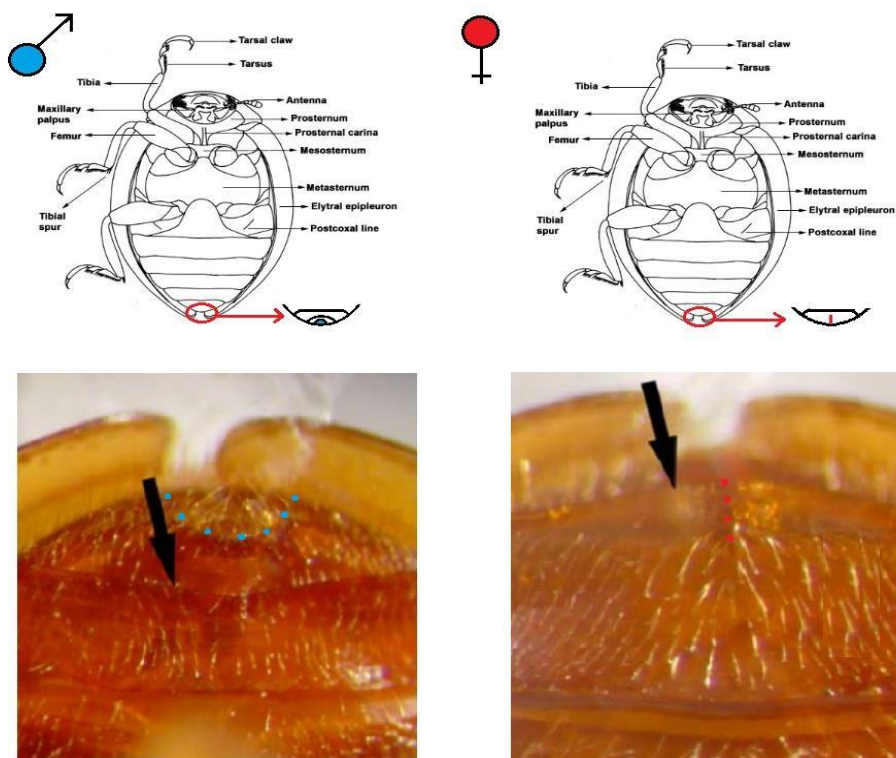 Tarsal claw
Tarsus
Tibia
Antenna
Maxillary
palpus
Prosternum
Femur
Prosternal carina
Mesosternum
Metasternum
Tibial
spur
Elytral epipleuron
Postcoxal line
Tarsal claw
Tarsus
Tibia
Antenna
Maxillary
palpus
Prosternum
Femur
Prosternal carina
Mesosternum
Metasternum
Tibial
spur
Elytral epipleuron
Postcoxal line